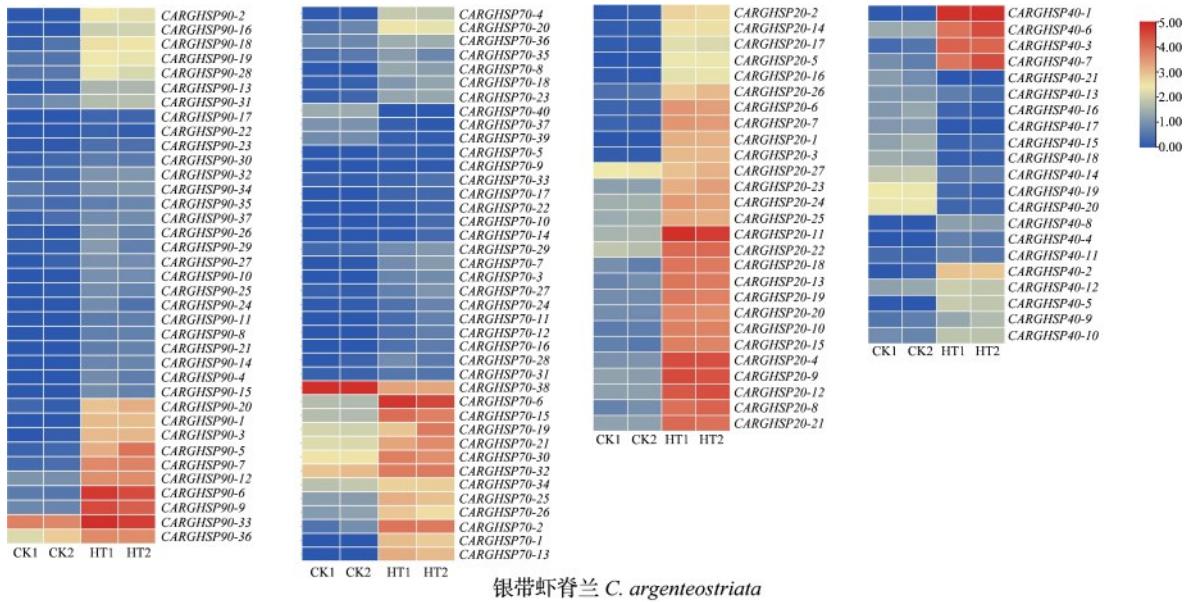 CARGHSP90-2
CARGHSP90-16
CARGHSP90-18
CARGHSP90-19
CARGHSP90-28
CARGHSP90-13
CARGHSP90-31
CARGHSP90-17
CARGHSP90-22
CARGHSP90-23
CARGHSP90-30
CARGHSP90-32
CARGHSP90-34
CARGHSP90-35
CARGHSP90-37
CARGHSP90-26
CARGHSP90-29
CARGHSP90-27
CARGHSP90-10
CARGHSP90-25
CARGHSP90-24
CARGHSP90-11
CARGHSP90-8
CARGHSP90-21
CARGHSP90-14
CARGHSP90-4
CARGHSP90-15
CARGHSP90-20
CARGHSP90-1
CARGHSP90-3
CARGHSP90-5
CARGHSP90-7
CARGHSP90-12
CARGHSP90-6
CARGHSP90-9
CARGHSP90-33
CARGHSP90-36
CK1 CK2 HT1 HT2
CARGHSP70-4
CARGHSP70-20
CARGHSP70-36
CARGHSP70-35
CARGHSP70-8
CARGHSP70-18
CARGHSP70-23
CARGHSP70-40
CARGHSP70-37
CARGHSP70-39
CARGHSP70-5
CARGHSP70-9
CARGHSP70-33
CARGHSP70-17
CARGHSP70-22
CARGHSP70-10
CARGHSP70-14
CARGHSP70-29
CARGHSP70-7
CARGHSP70-3
CARGHSP70-27
CARGHSP70-24
CARGHSP70-11
CARGHSP70-12
CARGHSP70-16
CARGHSP70-28
CARGHSP70-31
CARGHSP70-38
CARGHSP70-6
CARGHSP70-15
CARGHSP70-19
CARGHSP70-21
CARGHSP70-30
CARGHSP70-32
CARGHSP70-34
CARGHSP70-25
CARGHSP70-26
CARGHSP70-2
CARGHSP70-1
CARGHSP70-13
CK1 CK2 HT1 HT2
CARGHSP20-2
CARGHSP20-14
CARGHSP20-17
CARGHSP20-5
CARGHSP20-16
CARGHSP20-26
CARGHSP20-6
CARGHSP20-7
CARGHSP20-1
CARGHSP20-3
CARGHSP20-27
CARGHSP20-23
CARGHSP20-24
CARGHSP20-25
CARGHSP20-11
CARGHSP20-22
CARGHSP20-18
CARGHSP20-13
CARGHSP20-19
CARGHSP20-20
CARGHSP20-10
CARGHSP20-15
CARGHSP20-4
CARGHSP20-9
CARGHSP20-12
CARGHSP20-8
CARGHSP20-21
CK1 CK2 HT1 HT2
CARGHSP40-1
CARGHSP40-6
CARGHSP40-3
CARGHSP40-7
CARGHSP40-21
CARGHSP40-13
CARGHSP40-16
CARGHSP40-17
CARGHSP40-15
CARGHSP40-18
CARGHSP40-14
CARGHSP40-19
CARGHSP40-20
CARGHSP40-8
CARGHSP40-4
CARGHSP40-11
CARGHSP40-2
CARGHSP40-12
CARGHSP40-5
CARGHSP40-9
CARGHSP40-10
CK1 CK2 HT1 HT2
5.00
4.00
3.00
2.00
1.00
0.00
银带虾脊兰 C. argenteostriata